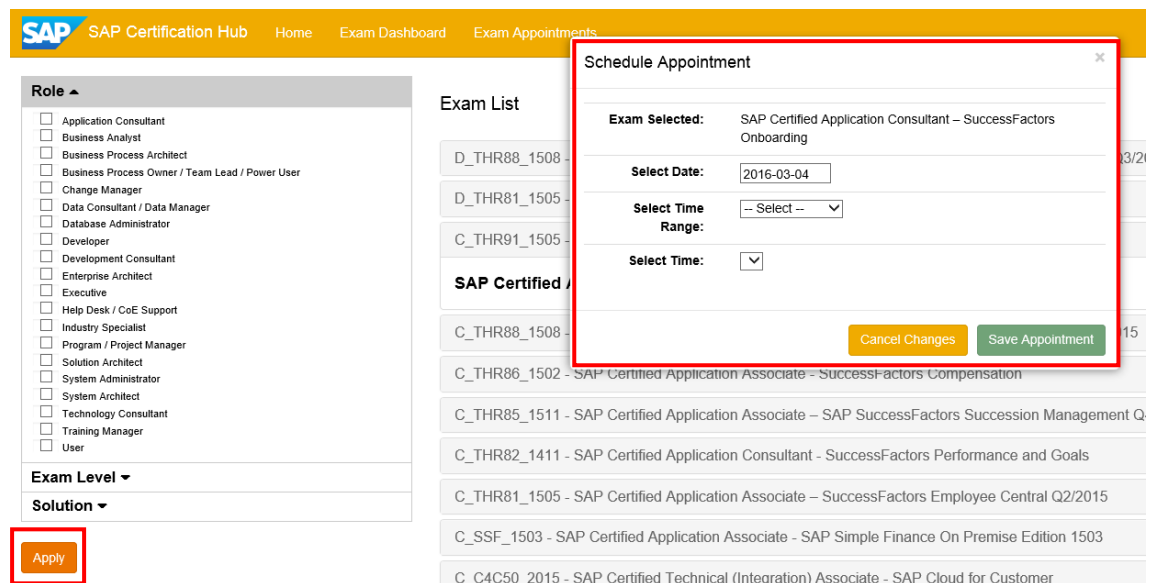 SAP SAP Certification Hub Home Exam Dashboard Exam Appointments
Role
Application Consultant
Business Analyst
Business Process Architect
Business Process Owner / Team Lead / Power User
Change Manager
Data Consultant / Data Manager
Database Administrator
Developer
Development Consultant
Enterprise Architect
Executive
Help Desk / CoE Support
Industry Specialist
Program / Project Manager
Solution Architect
System Administrator
System Architect
Technology Consultant
Training Manager
User
Exam Level
Solution
Apply
Exam List
D_THR88_1508 -
D_THR81_1505 -
C_THR91_1505 -
SAP Certified
C_THR88_1508 -
C_THR86_1502 - SAP Certified Application Associate - SuccessFactors Compensation
C_THR85_1511 - SAP Certified Application Associate – SAP SuccessFactors Succession Management
C_THR82_1411 - SAP Certified Application Consultant - SuccessFactors Performance and Goals
C_THR81_1505 - SAP Certified Application Associate – SuccessFactors Employee Central Q2/2015
C_SSF_1503 - SAP Certified Application Associate - SAP Simple Finance On Premise Edition 1503
C_C4C50_2015 - SAP Certified Technical (Integration) Associate - SAP Cloud for Customer
Schedule Appointment ×
Exam Selected: SAP Certified Application Consultant – SuccessFactors
Onboarding
Select Date: 2016-03-04
Select Time -- Select --
Range:
Select Time:
Cancel Changes Save Appointment